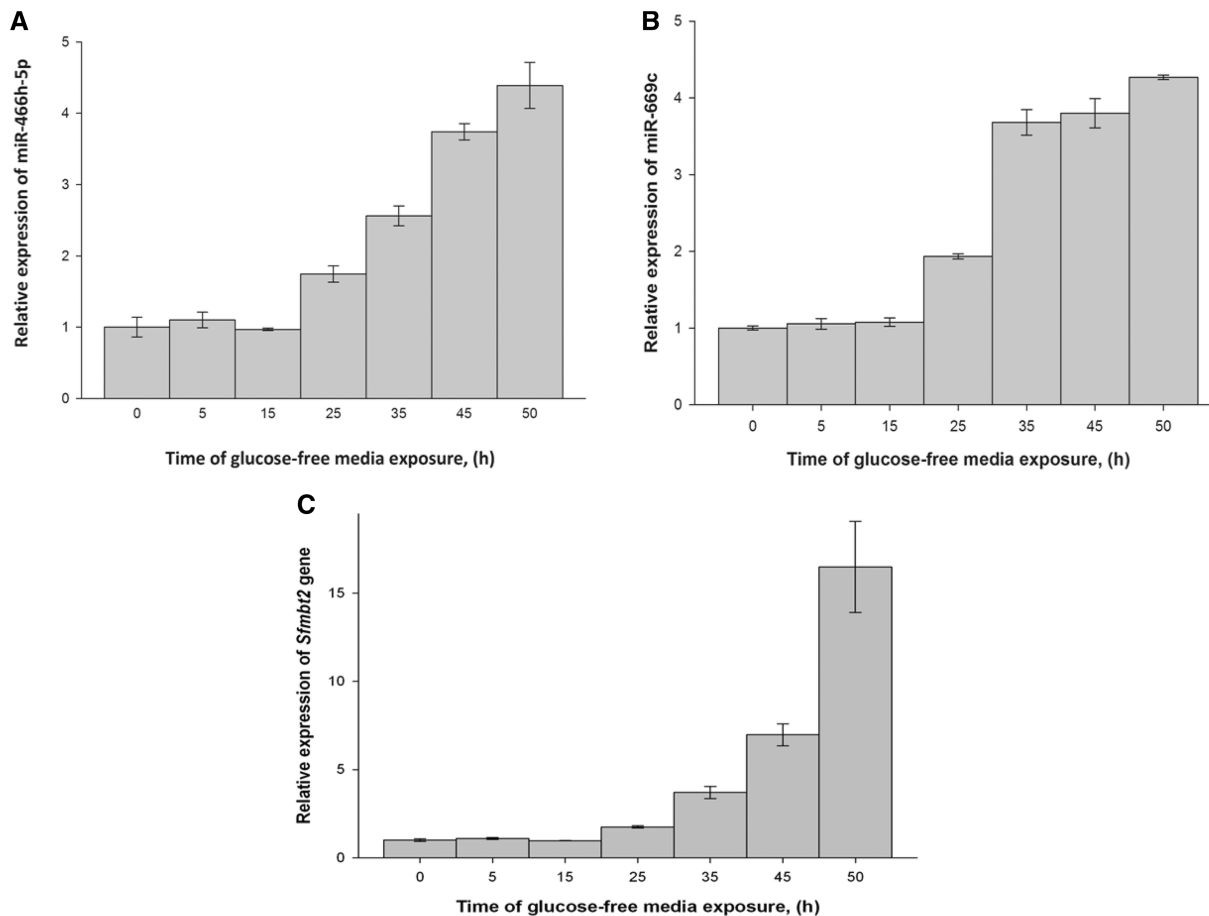 A
Relative expression of miR-466h-5p
5
4
3
2
1
0
0 5 15 25 35 45 50
Time of glucose-free media exposure, (h)
B
Relative expression of miR-669c
5
4
3
2
1
0
0 5 15 25 35 45 50
Time of glucose-free media exposure, (h)
C
Relative expression of Sfmbt2 gene
15
10
5
0
0 5 15 25 35 45 50
Time of glucose-free media exposure, (h)